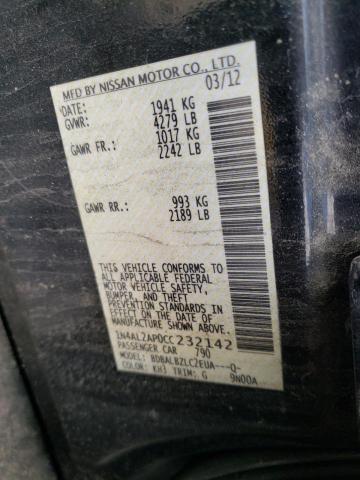 MFD BY NISSAN MOTOR CO., LTD.
03/12
DATE: 1941 KG
GVWR: 4279 LB
GAWR FR.: 1017 KG
2242 LB
GAWR RR.: 993 KG
2189 LB
THIS VEHICLE CONFORMS TO
ALL APPLICABLE FEDERAL
MOTOR VEHICLE SAFETY,
BUMPER, AND THEFT
PREVENTION STANDARDS IN
EFFECT ON THE DATE OF
MANUFACTURE SHOWN ABOVE.
1N4AL2AP0CC232142
PASSENGER CAR 790
MODEL: BDBALBZLC2EUA---Q-
COLOR: KH3 TRIM: G 9N00A